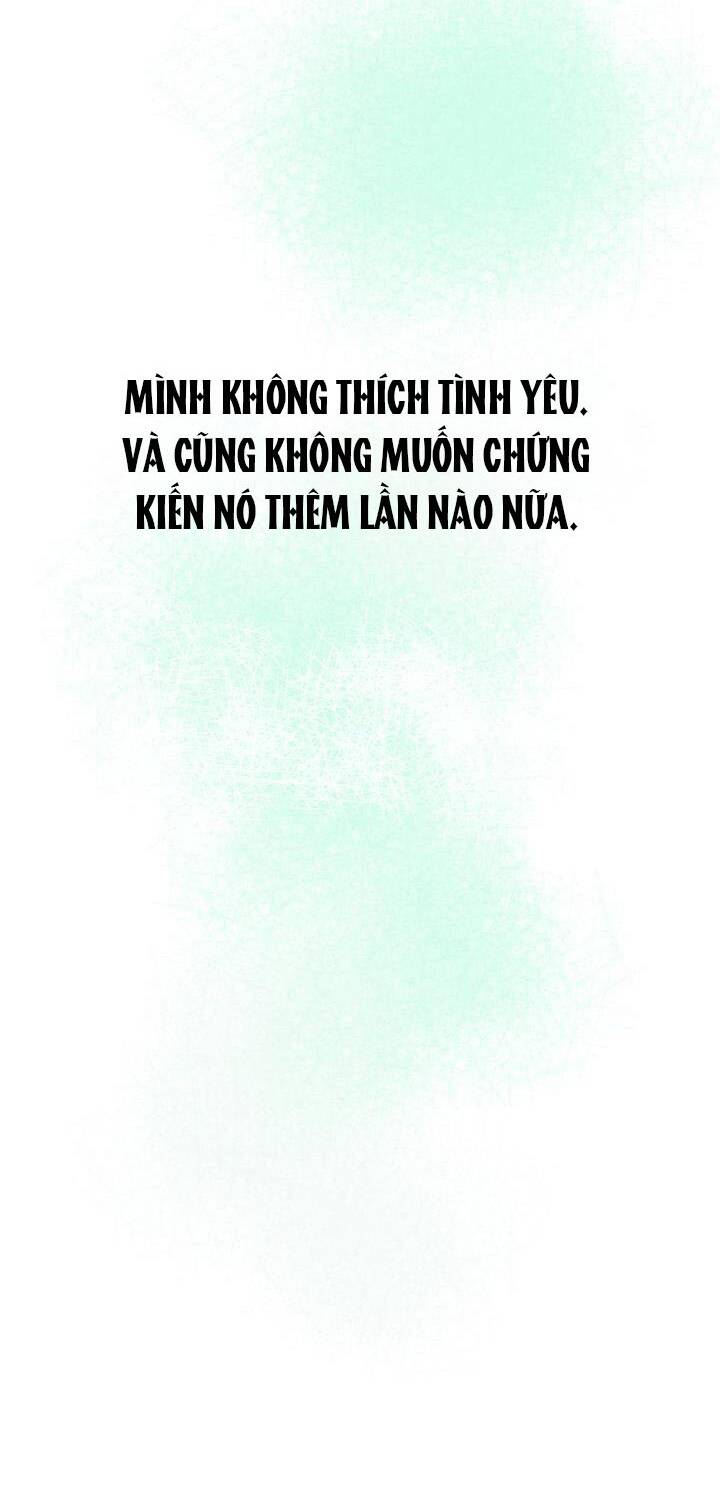 MÌNH KHÔNG THÍCH TÌNH YÊU.
VÀ CŨNG KHÔNG MUỐN CHỨNG
KIẾN NÓ THÊM LẦN NÀO NỮA.